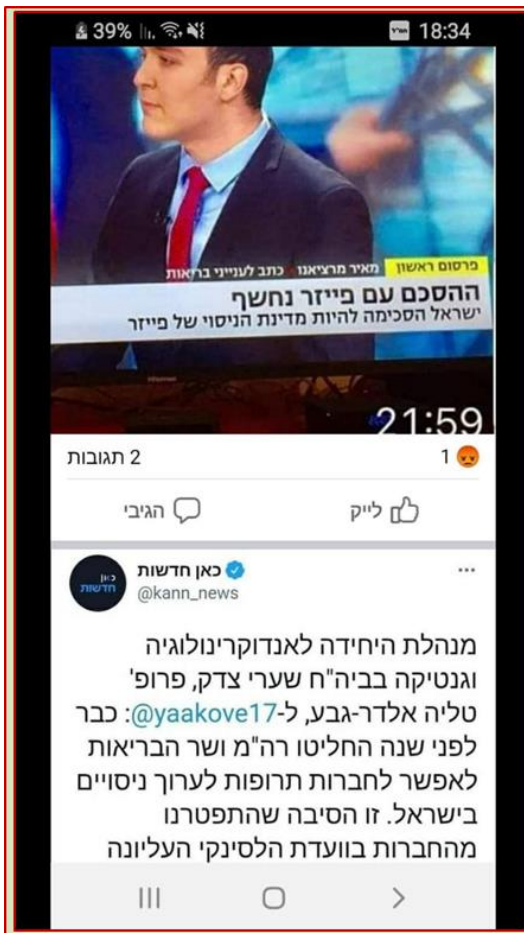 39%
18:34
פרסום ראשון מאיר מרציאנו • כתב לענייני בריאות
ההסכם עם פייזר נחשף
ישראל הסכימה להיות מדינת הניסוי של פייזר
21:59
1
2 תגובות
לייק
הגיבי
כאן חדשות
@kann_news
כאן
חדשות
מנהלת היחידה לאנדוקרינולוגיה
וגנטיקה בביה"ח שערי צדק, פרופ'
טליה אלדר-גבע, ל-@yaakove17: כבר
לפני שנה החליטו רה"מ ושר הבריאות
לאפשר לחברות תרופות לערוך ניסויים
בישראל. זו הסיבה שהתפטרנו
מהחברות בוועדת הלסינקי העליונה